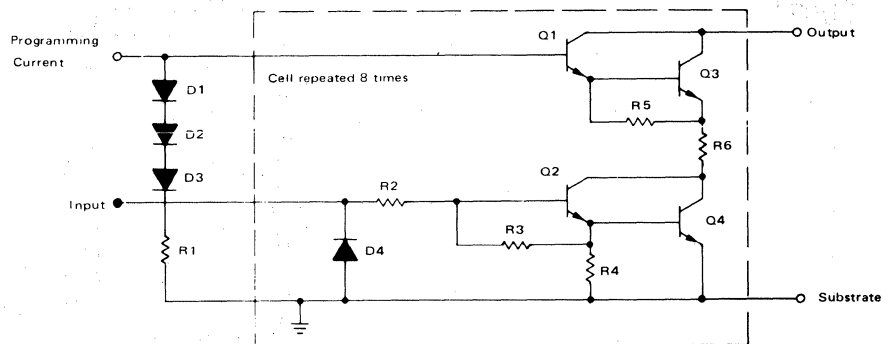 Programming
Current
Cell repeated 8 times
Q1
Output
Q3
D1
D2
D3
R5
R6
Input
R1
R2
Q2
Q4
R3
D4
R4
Substrate